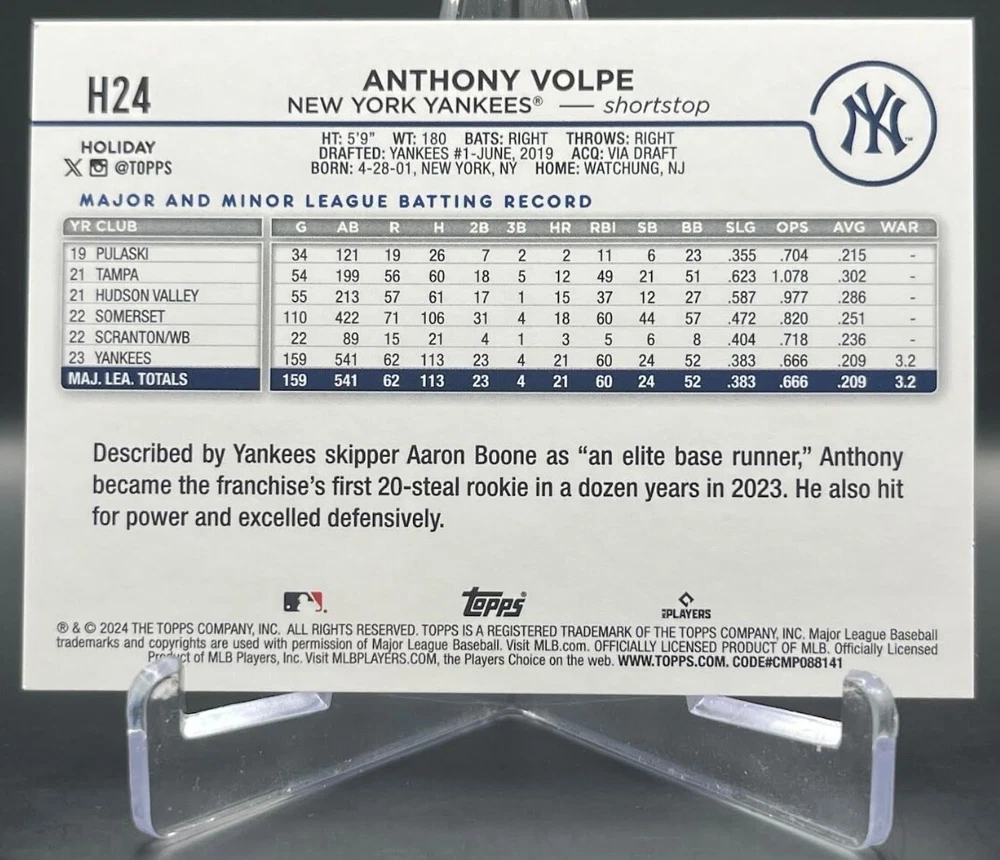 H24
ANTHONY VOLPE
NEW YORK YANKEES® — shortstop
NY
™
HOLIDAY
X @TOPPS
HT: 5'9" WT: 180 BATS: RIGHT THROWS: RIGHT
DRAFTED: YANKEES #1-JUNE, 2019 ACQ: VIA DRAFT
BORN: 4-28-01, NEW YORK, NY HOME: WATCHUNG, NJ
MAJOR AND MINOR LEAGUE BATTING RECORD
YR CLUB G AB R H 2B 3B HR RBI SB BB SLG OPS AVG WAR
19 PULASKI 34 121 19 26 7 2 2 11 6 23 .355 .704 .215 -
21 TAMPA 54 199 56 60 18 5 12 49 21 51 .623 1.078 .302 -
21 HUDSON VALLEY 55 213 57 61 17 1 15 37 12 27 .587 .977 .286 -
22 SOMERSET 110 422 71 106 31 4 18 60 44 57 .472 .820 .251 -
22 SCRANTON/WB 22 89 15 21 4 1 3 5 6 8 .404 .718 .236 -
23 YANKEES 159 541 62 113 23 4 21 60 24 52 .383 .666 .209 3.2
MAJ. LEA. TOTALS 159 541 62 113 23 4 21 60 24 52 .383 .666 .209 3.2
Described by Yankees skipper Aaron Boone as “an elite base runner,” Anthony
became the franchise’s first 20-steal rookie in a dozen years in 2023. He also hit
for power and excelled defensively.
topps® PLAYERS
® & © 2024 THE TOPPS COMPANY, INC. ALL RIGHTS RESERVED. TOPPS IS A REGISTERED TRADEMARK OF THE TOPPS COMPANY, INC. Major League Baseball
trademarks and copyrights are used with permission of Major League Baseball. Visit MLB.com. OFFICIALLY LICENSED PRODUCT OF MLB. Officially Licensed
Product of MLB Players, Inc. Visit MLBPLAYERS.COM, the Players Choice on the web. WWW.TOPPS.COM. CODE#CMP088141